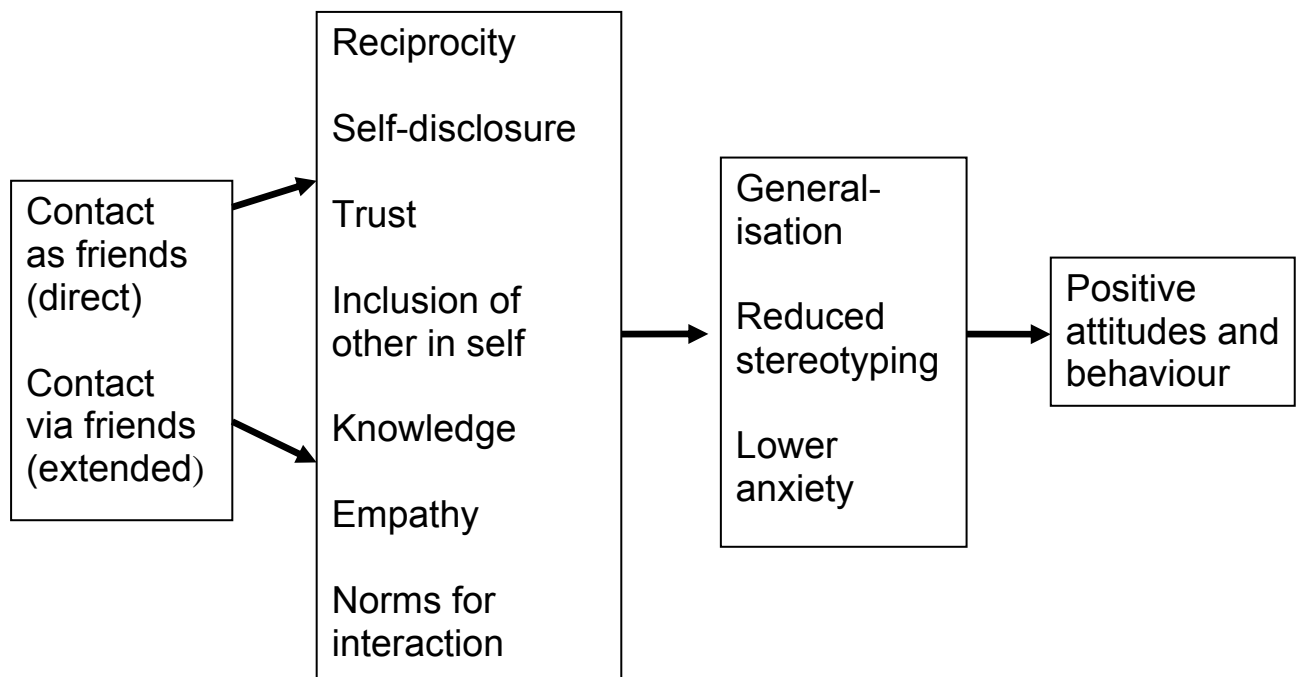 Contact
as friends
(direct)
Contact
via friends
(extended)
Reciprocity
Self-disclosure
Trust
Inclusion of
other in self
Knowledge
Empathy
Norms for
interaction
General-
isation
Reduced
stereotyping
Lower
anxiety
Positive
attitudes and
behaviour